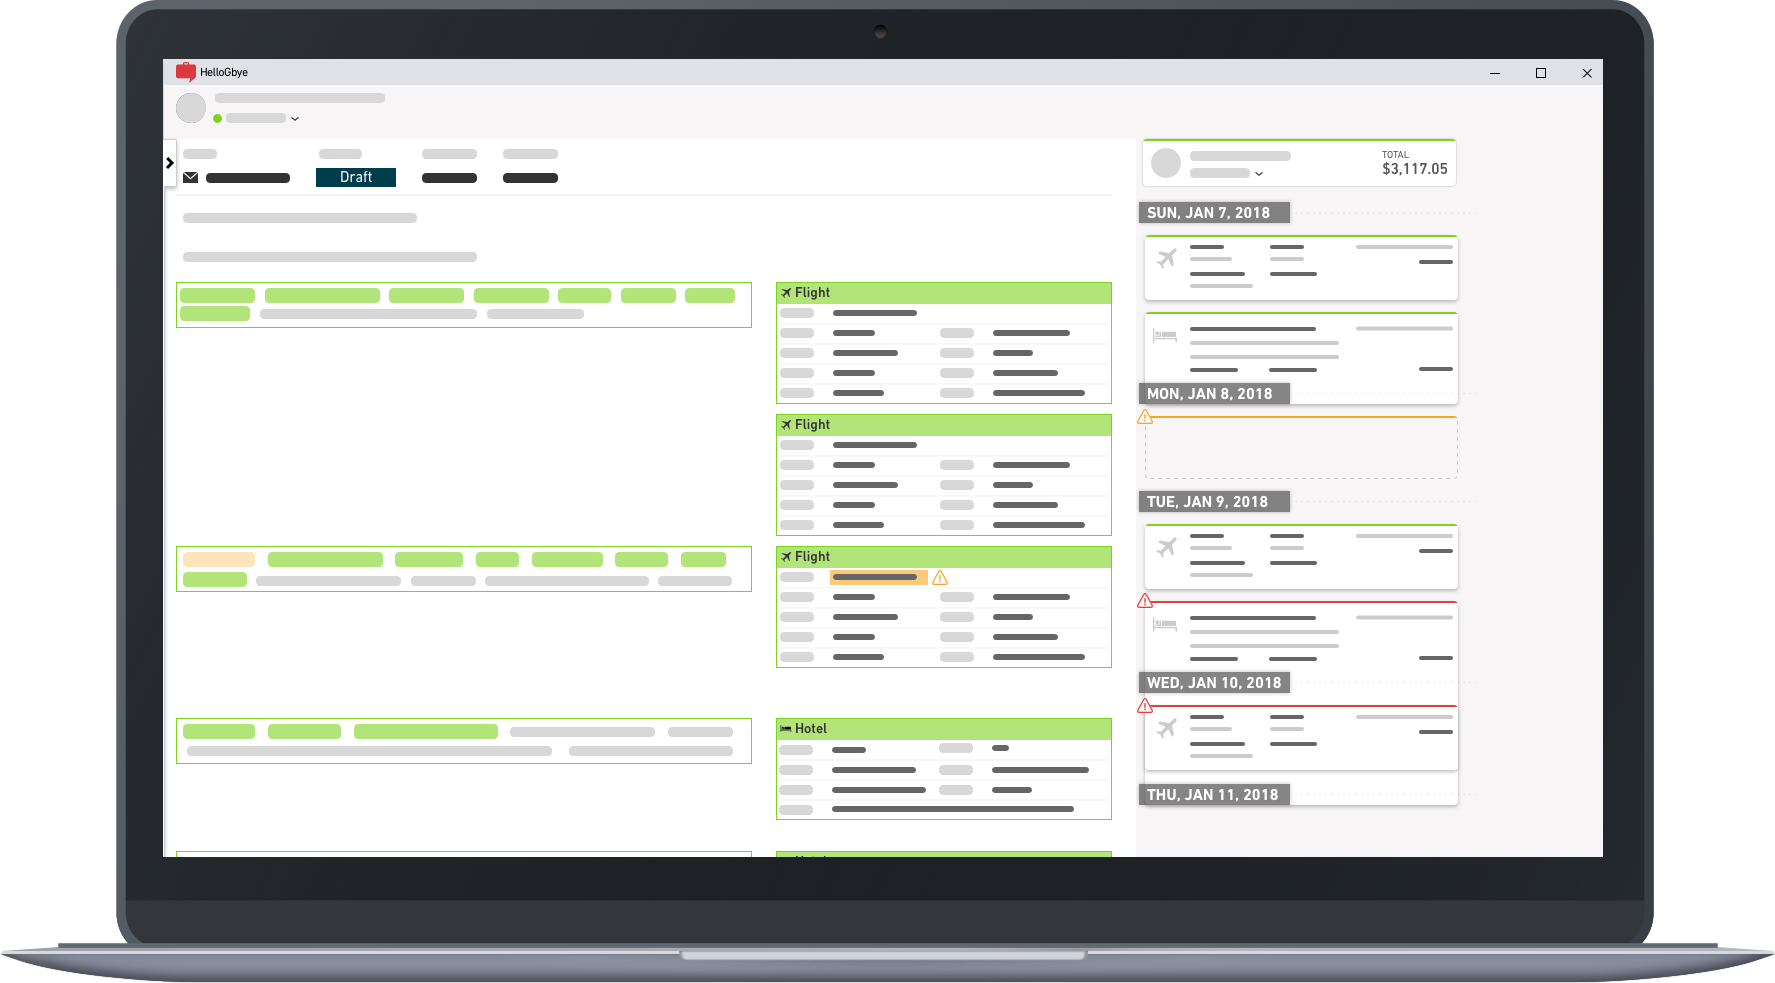 HelloGbye
Draft
Flight
Flight
Flight
Hotel
TOTAL
$3,117.05
SUN, JAN 7, 2018
MON, JAN 8, 2018
TUE, JAN 9, 2018
WED, JAN 10, 2018
THU, JAN 11, 2018